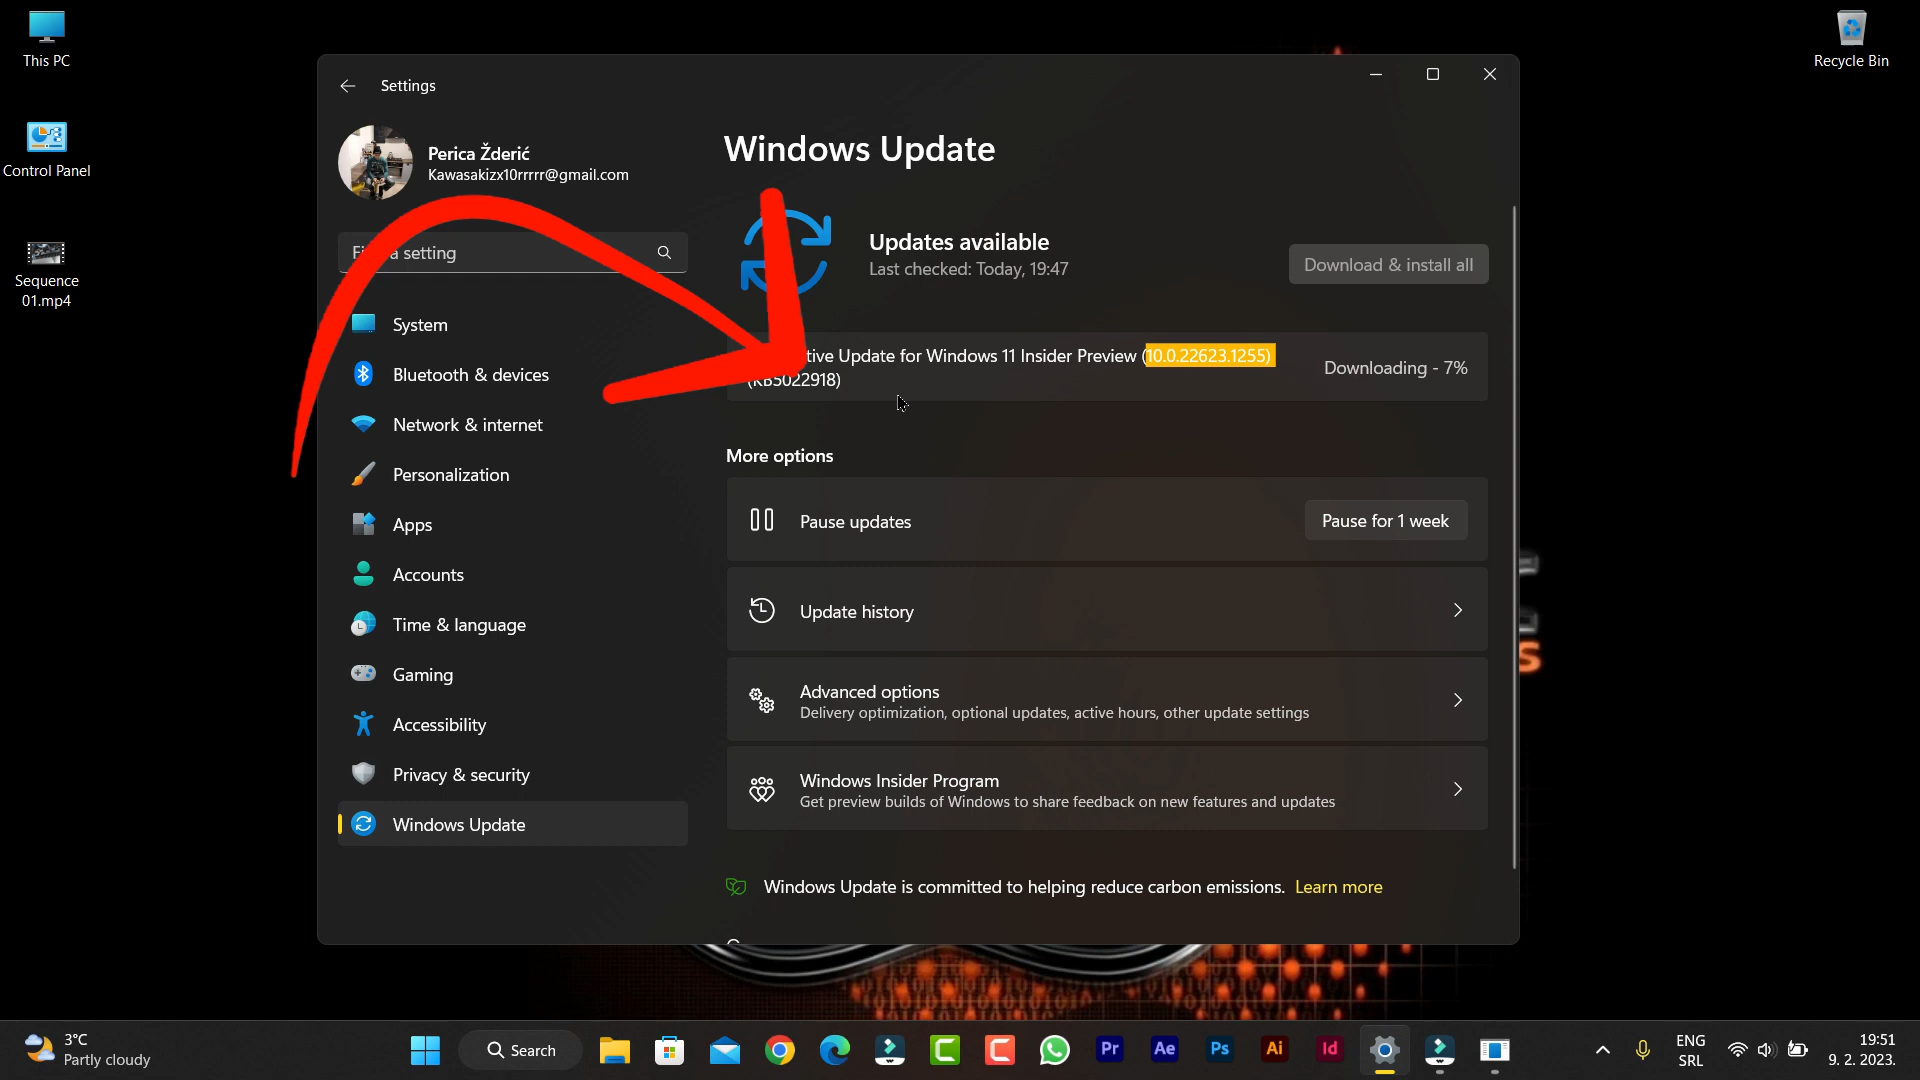 This PC
Control Panel
Sequence
01.mp4
Recycle Bin
Settings
Perica Žderić
Kawasakizx10rrrrr@gmail.com
a setting
System
Bluetooth & devices
Network & internet
Personalization
Apps
Accounts
Time & language
Gaming
Accessibility
Privacy & security
Windows Update
Windows Update
Updates available
Last checked: Today, 19:47
Download & install all
tive Update for Windows 11 Insider Preview (10.0.22623.1255)
(KB5022918)
Downloading - 7%
More options
Pause updates
Pause for 1 week
Update history
Advanced options
Delivery optimization, optional updates, active hours, other update settings
Windows Insider Program
Get preview builds of Windows to share feedback on new features and updates
Windows Update is committed to helping reduce carbon emissions. Learn more
3°C
Partly cloudy
Search
Pr
Ae
Ps
Ai
Id
ENG
SRL
19:51
9. 2. 2023.